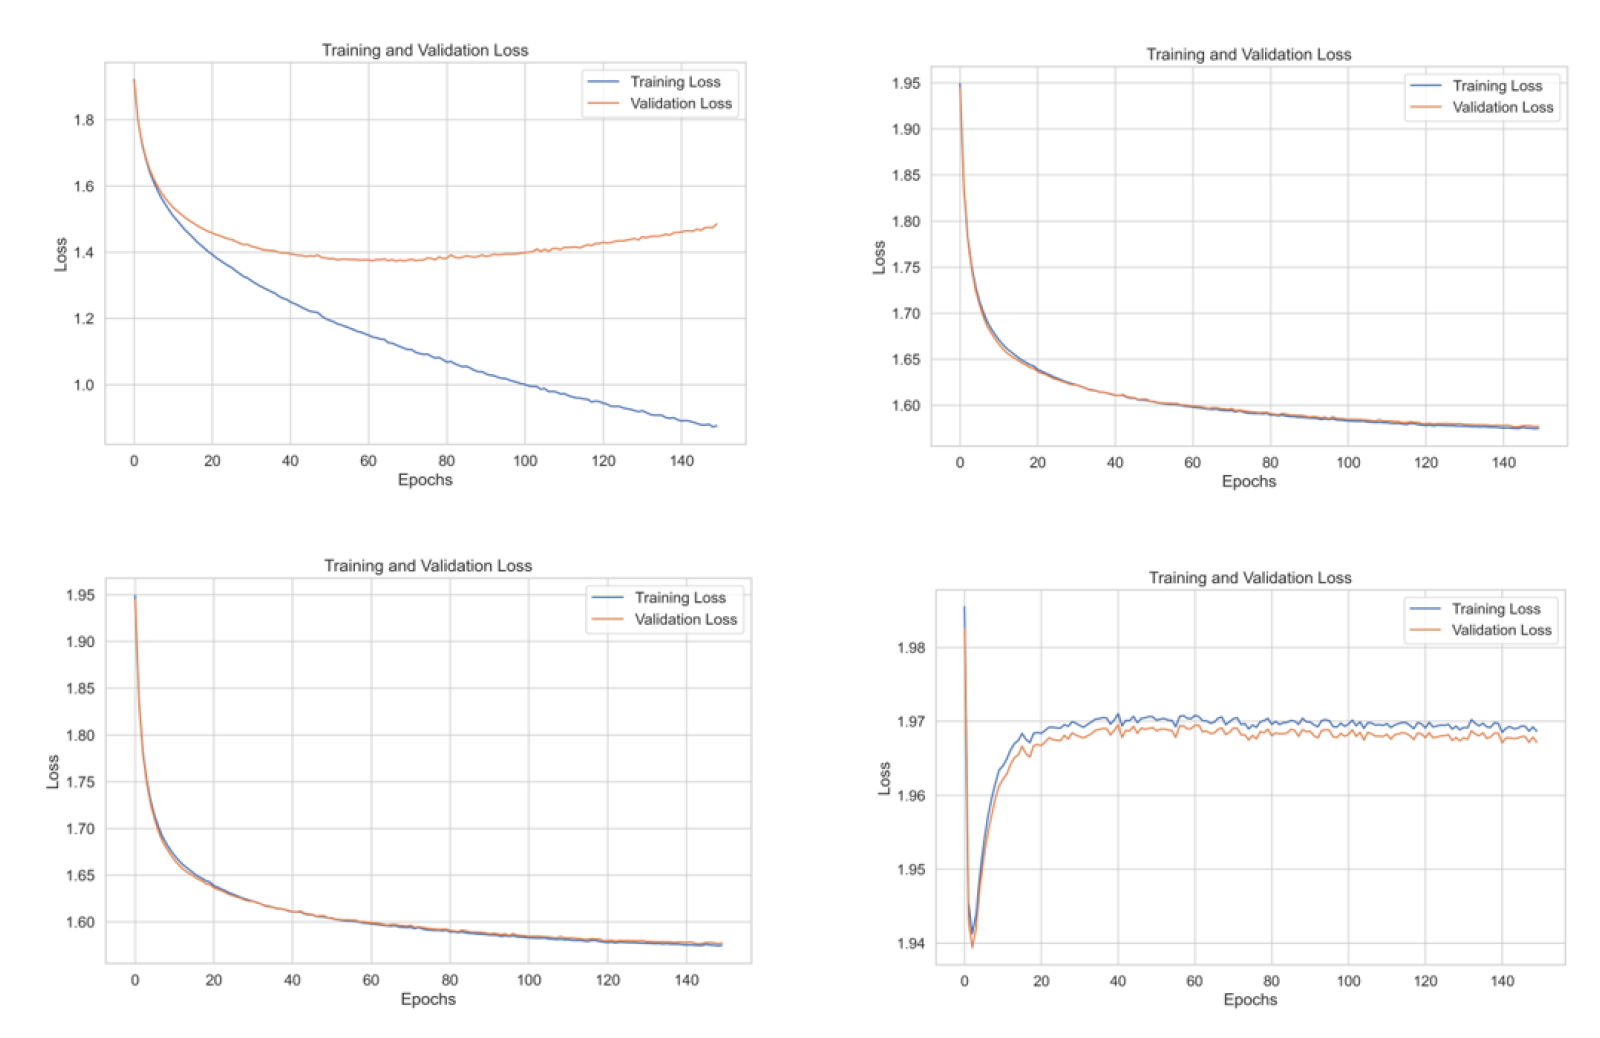 Training and Validation Loss
Training Loss
Validation Loss
1.8
1.6
1.4
1.2
1.0
Loss
0 20 40 60 80 100 120 140
Epochs
Training and Validation Loss
Training Loss
Validation Loss
1.95
1.90
1.85
1.80
1.75
1.70
1.65
1.60
Loss
0 20 40 60 80 100 120 140
Epochs
Training and Validation Loss
Training Loss
Validation Loss
1.95
1.90
1.85
1.80
1.75
1.70
1.65
1.60
Loss
0 20 40 60 80 100 120 140
Epochs
Training and Validation Loss
Training Loss
Validation Loss
1.98
1.97
1.96
1.95
1.94
Loss
0 20 40 60 80 100 120 140
Epochs